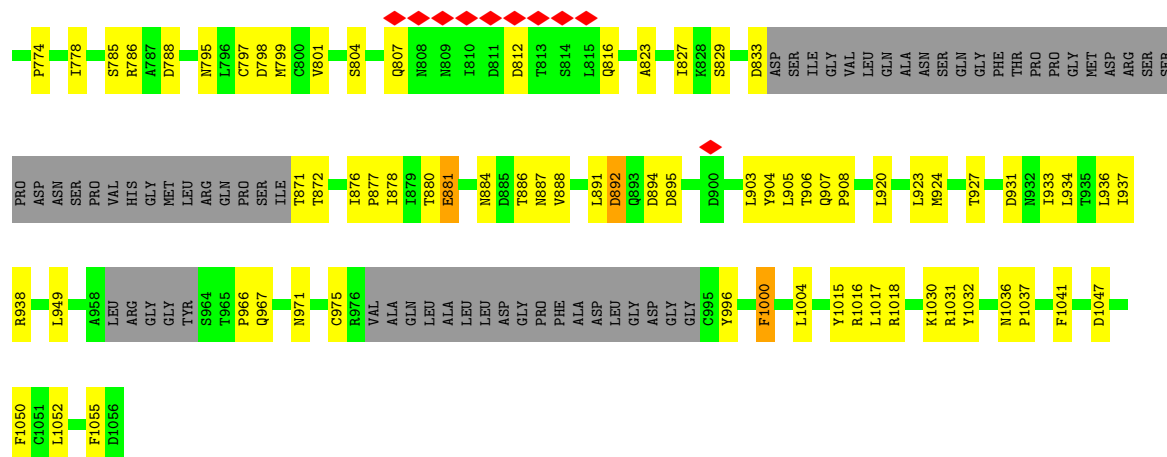 P774 I778 S785 R786 A787 D788 N795 L796 C797 D798 M799 C800 V801 S804 Q807 N808 N809 I810 D811 D812 T813 S814 L815 Q816 A823 I827 K828 S829 D833 ASP SER ILE GLY VAL LEU GLN ALA ASN SER GLN GLY PHE THR PRO PRO GLY MET ASP ARG SER SER
PRO ASP ASN SER PRO VAL HIS GLY MET LEU ARG GLN PRO SER ILE T871 T872 I876 P877 I878 I879 T880 E881 N884 D885 T886 N887 V888 L891 D892 Q893 D894 D895 D900 L903 Y904 L905 T906 Q907 P908 L920 L923 M924 T927 D931 N932 I933 L934 T935 L936 I937
R938 L949 A958 LEU ARG GLY GLY TYR S964 T965 P966 Q967 N971 C975 R976 VAL ALA GLN LEU ALA LEU LEU ASP GLY PRO PHE ALA ASP LEU GLY ASP GLY GLY C995 Y996 F1000 L1004 Y1015 R1016 L1017 R1018 K1030 R1031 Y1032 N1036 P1037 F1041 D1047
F1050 C1051 L1052 F1055 D1056